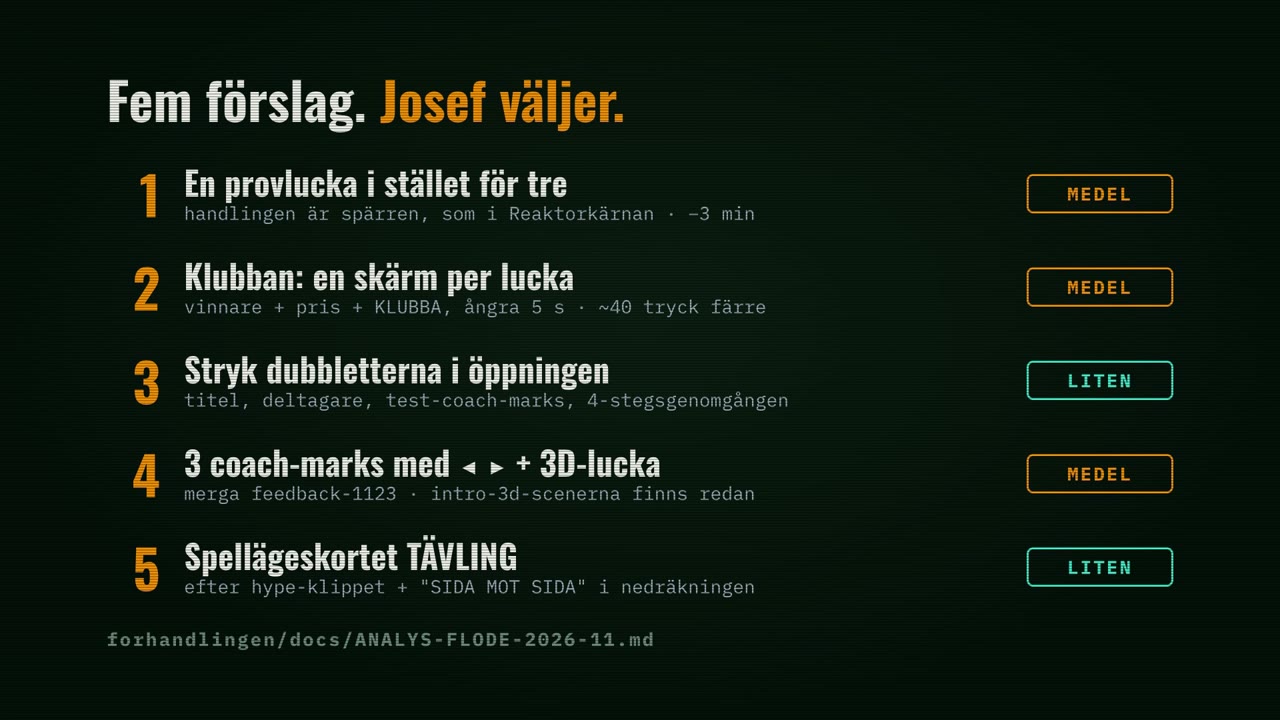 Fem förslag. Josef väljer.
1 En provlucka i stället för tre MEDEL
handlingen är spärren, som i Reaktorkärnan · −3 min
2 Klubban: en skärm per lucka MEDEL
vinnare + pris + KLUBBA, ångra 5 s · ~40 tryck färre
3 Stryk dubbletterna i öppningen LITEN
titel, deltagare, test-coach-marks, 4-stegsgenomgången
4 3 coach-marks med ◂ ▸ + 3D-lucka MEDEL
merga feedback-1123 · intro-3d-scenerna finns redan
5 Spellägeskortet TÄVLING LITEN
efter hype-klippet + "SIDA MOT SIDA" i nedräkningen
forhandlingen/docs/ANALYS-FLODE-2026-11.md